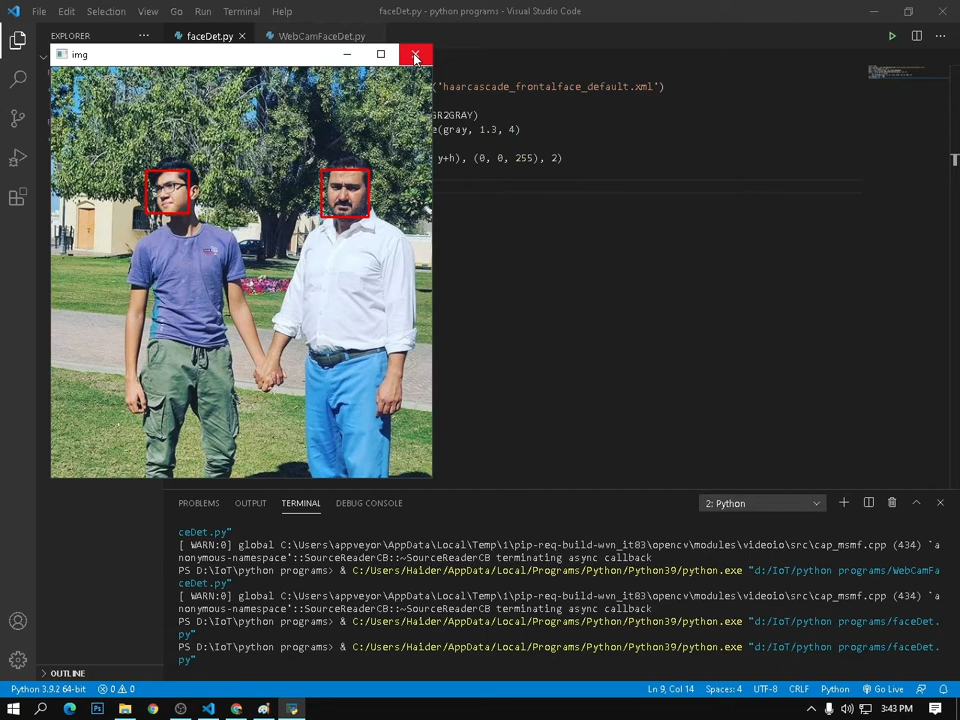 File Edit Selection View Go Run Terminal Help faceDet.py - python programs - Visual Studio Code
EXPLORER ··· faceDet.py WebCamFaceDet.py
img
('haarcascade_frontalface_default.xml')
GR2GRAY)
e(gray, 1.3, 4)
y+h), (0, 0, 255), 2)
PROBLEMS OUTPUT TERMINAL DEBUG CONSOLE 2: Python
ceDet.py"
[ WARN:0] global C:\Users\appveyor\AppData\Local\Temp\1\pip-req-build-wvn_it83\opencv\modules\videoio\src\cap_msmf.cpp (434) `a
nonymous-namespace'::SourceReaderCB::~SourceReaderCB terminating async callback
PS D:\IoT\python programs> & C:/Users/Haider/AppData/Local/Programs/Python/Python39/python.exe "d:/IoT/python programs/WebCamFa
ceDet.py"
[ WARN:0] global C:\Users\appveyor\AppData\Local\Temp\1\pip-req-build-wvn_it83\opencv\modules\videoio\src\cap_msmf.cpp (434) `a
nonymous-namespace'::SourceReaderCB::~SourceReaderCB terminating async callback
PS D:\IoT\python programs> & C:/Users/Haider/AppData/Local/Programs/Python/Python39/python.exe "d:/IoT/python programs/faceDet.
py"
PS D:\IoT\python programs> & C:/Users/Haider/AppData/Local/Programs/Python/Python39/python.exe "d:/IoT/python programs/faceDet.
py"
OUTLINE
Python 3.9.2 64-bit 0 0 Ln 9, Col 14 Spaces: 4 UTF-8 CRLF Python Go Live
3:43 PM